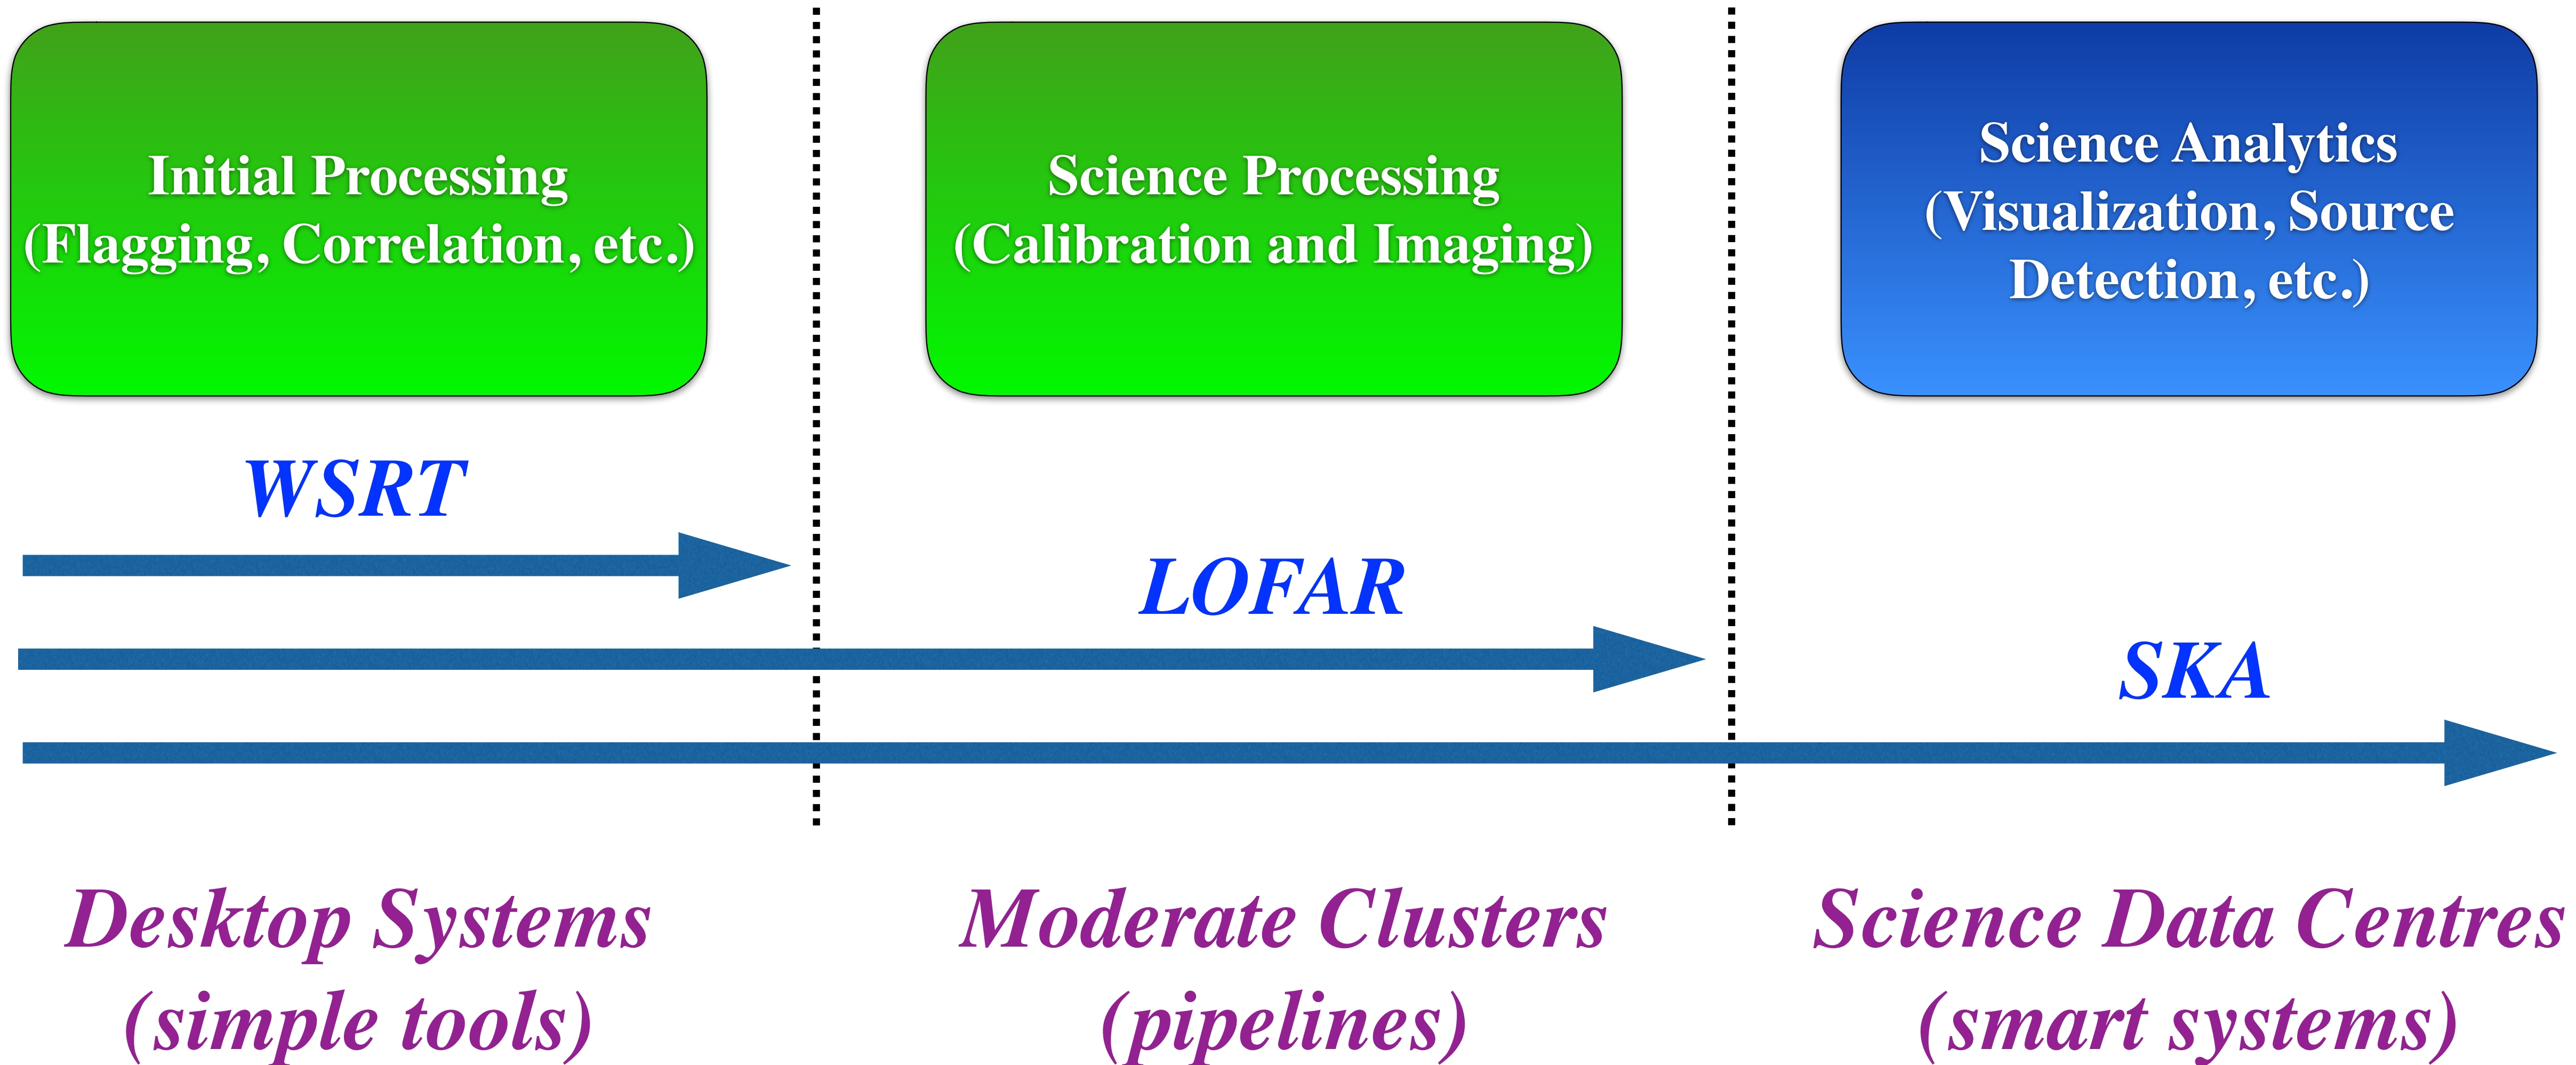 Initial Processing
(Flagging, Correlation, etc.)
Science Processing
(Calibration and Imaging)
Science Analytics
(Visualization, Source
Detection, etc.)
WSRT
LOFAR
SKA
Desktop Systems
(simple tools)
Moderate Clusters
(pipelines)
Science Data Centres
(smart systems)